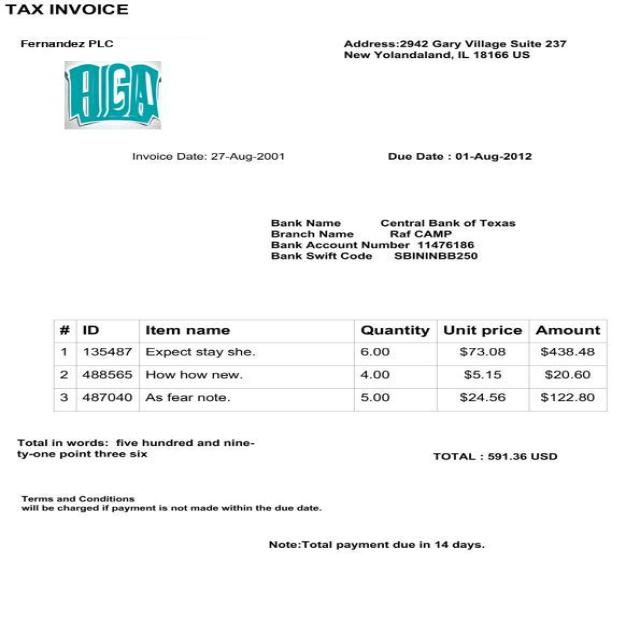 TAX INVOICE
Fernandez PLC
Address:2942 Gary Village Suite 237
New Yolandaland, IL 18166 US
AIGA
Invoice Date: 27-Aug-2001 Due Date : 01-Aug-2012
Bank Name Central Bank of Texas
Branch Name Raf CAMP
Bank Account Number 11476186
Bank Swift Code SBININBB250
# ID Item name Quantity Unit price Amount
1 135487 Expect stay she. 6.00 $73.08 $438.48
2 488565 How how new. 4.00 $5.15 $20.60
3 487040 As fear note. 5.00 $24.56 $122.80
Total in words: five hundred and nine-
ty-one point three six
TOTAL : 591.36 USD
Terms and Conditions
will be charged if payment is not made within the due date.
Note:Total payment due in 14 days.